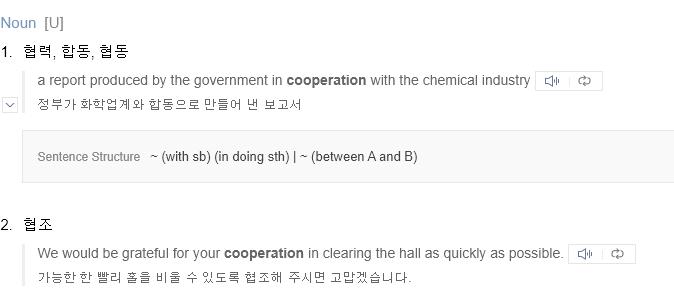 Noun [U]
1. 협력, 합동, 협동
a report produced by the government in cooperation with the chemical industry
정부가 화학업계와 합동으로 만들어 낸 보고서
Sentence Structure ~ (with sb) (in doing sth) | ~ (between A and B)
2. 협조
We would be grateful for your cooperation in clearing the hall as quickly as possible.
가능한 한 빨리 홀을 비울 수 있도록 협조해 주시면 고맙겠습니다.